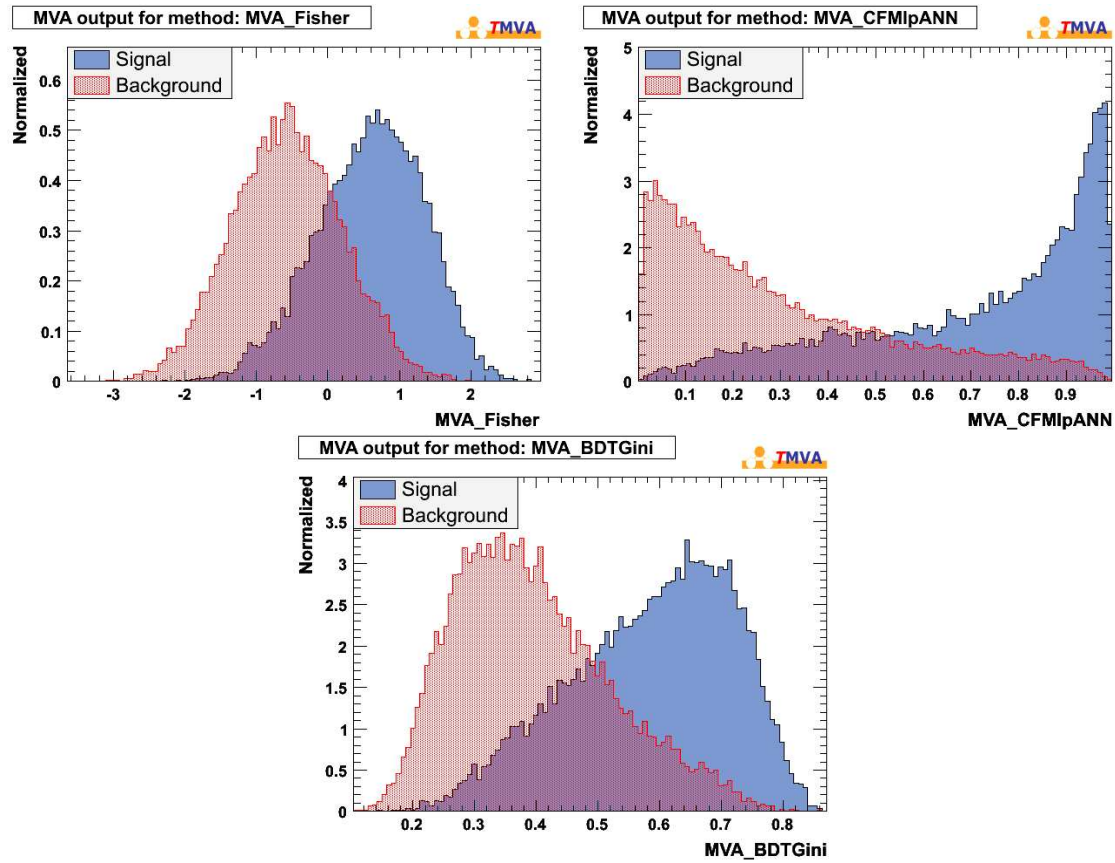 MVA output for method: MVA_Fisher
TMVA
Normalized
Signal
Background
0.6
0.5
0.4
0.3
0.2
0.1
0
-3 -2 -1 0 1 2
MVA_Fisher
MVA output for method: MVA_CFMlpANN
TMVA
Normalized
Signal
Background
5
4
3
2
1
0
0.1 0.2 0.3 0.4 0.5 0.6 0.7 0.8 0.9
MVA_CFMlpANN
MVA output for method: MVA_BDTGini
TMVA
Normalized
Signal
Background
4
3.5
3
2.5
2
1.5
1
0.5
0
0.2 0.3 0.4 0.5 0.6 0.7 0.8
MVA_BDTGini